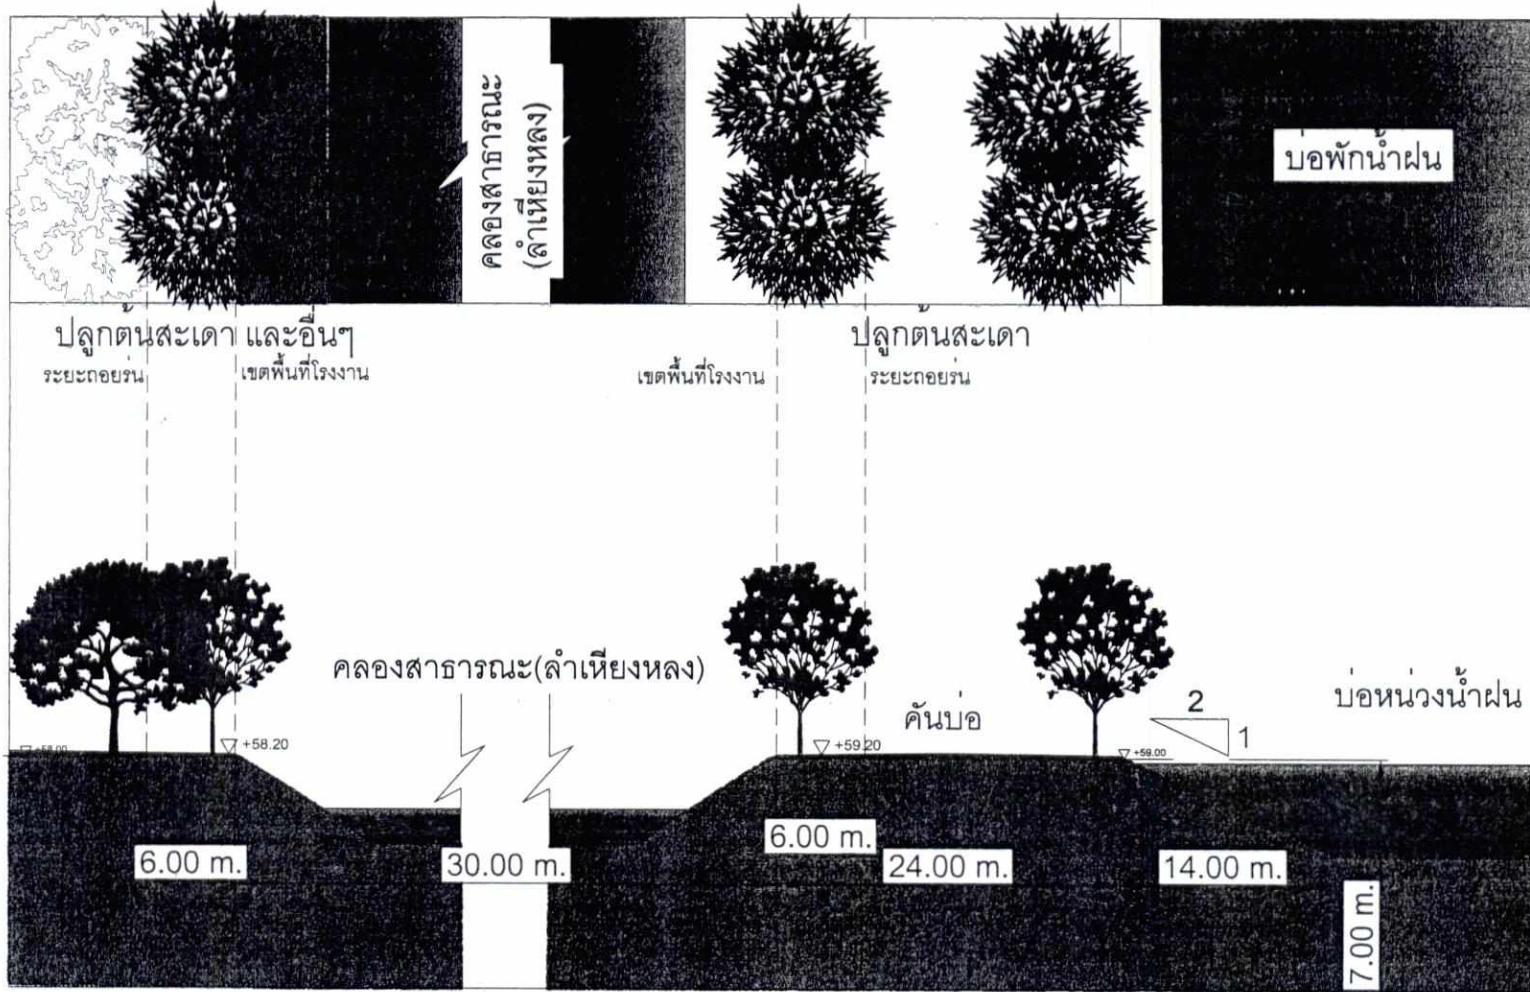 คลองสาธารณะ
(ลำเหียงหลง)
บ่อพักน้ำฝน
ปลูกต้นสะเดา และอื่นๆ
ปลูกต้นสะเดา
ระยะถอยร่น
เขตพื้นที่โรงงาน
เขตพื้นที่โรงงาน
ระยะถอยร่น
คลองสาธารณะ(ลำเหียงหลง)
คันบ่อ
2
1
บ่อหน่วงน้ำฝน
+58.20
+59.20
+59.00
6.00 m.
30.00 m.
6.00 m.
24.00 m.
14.00 m.
7.00 m.